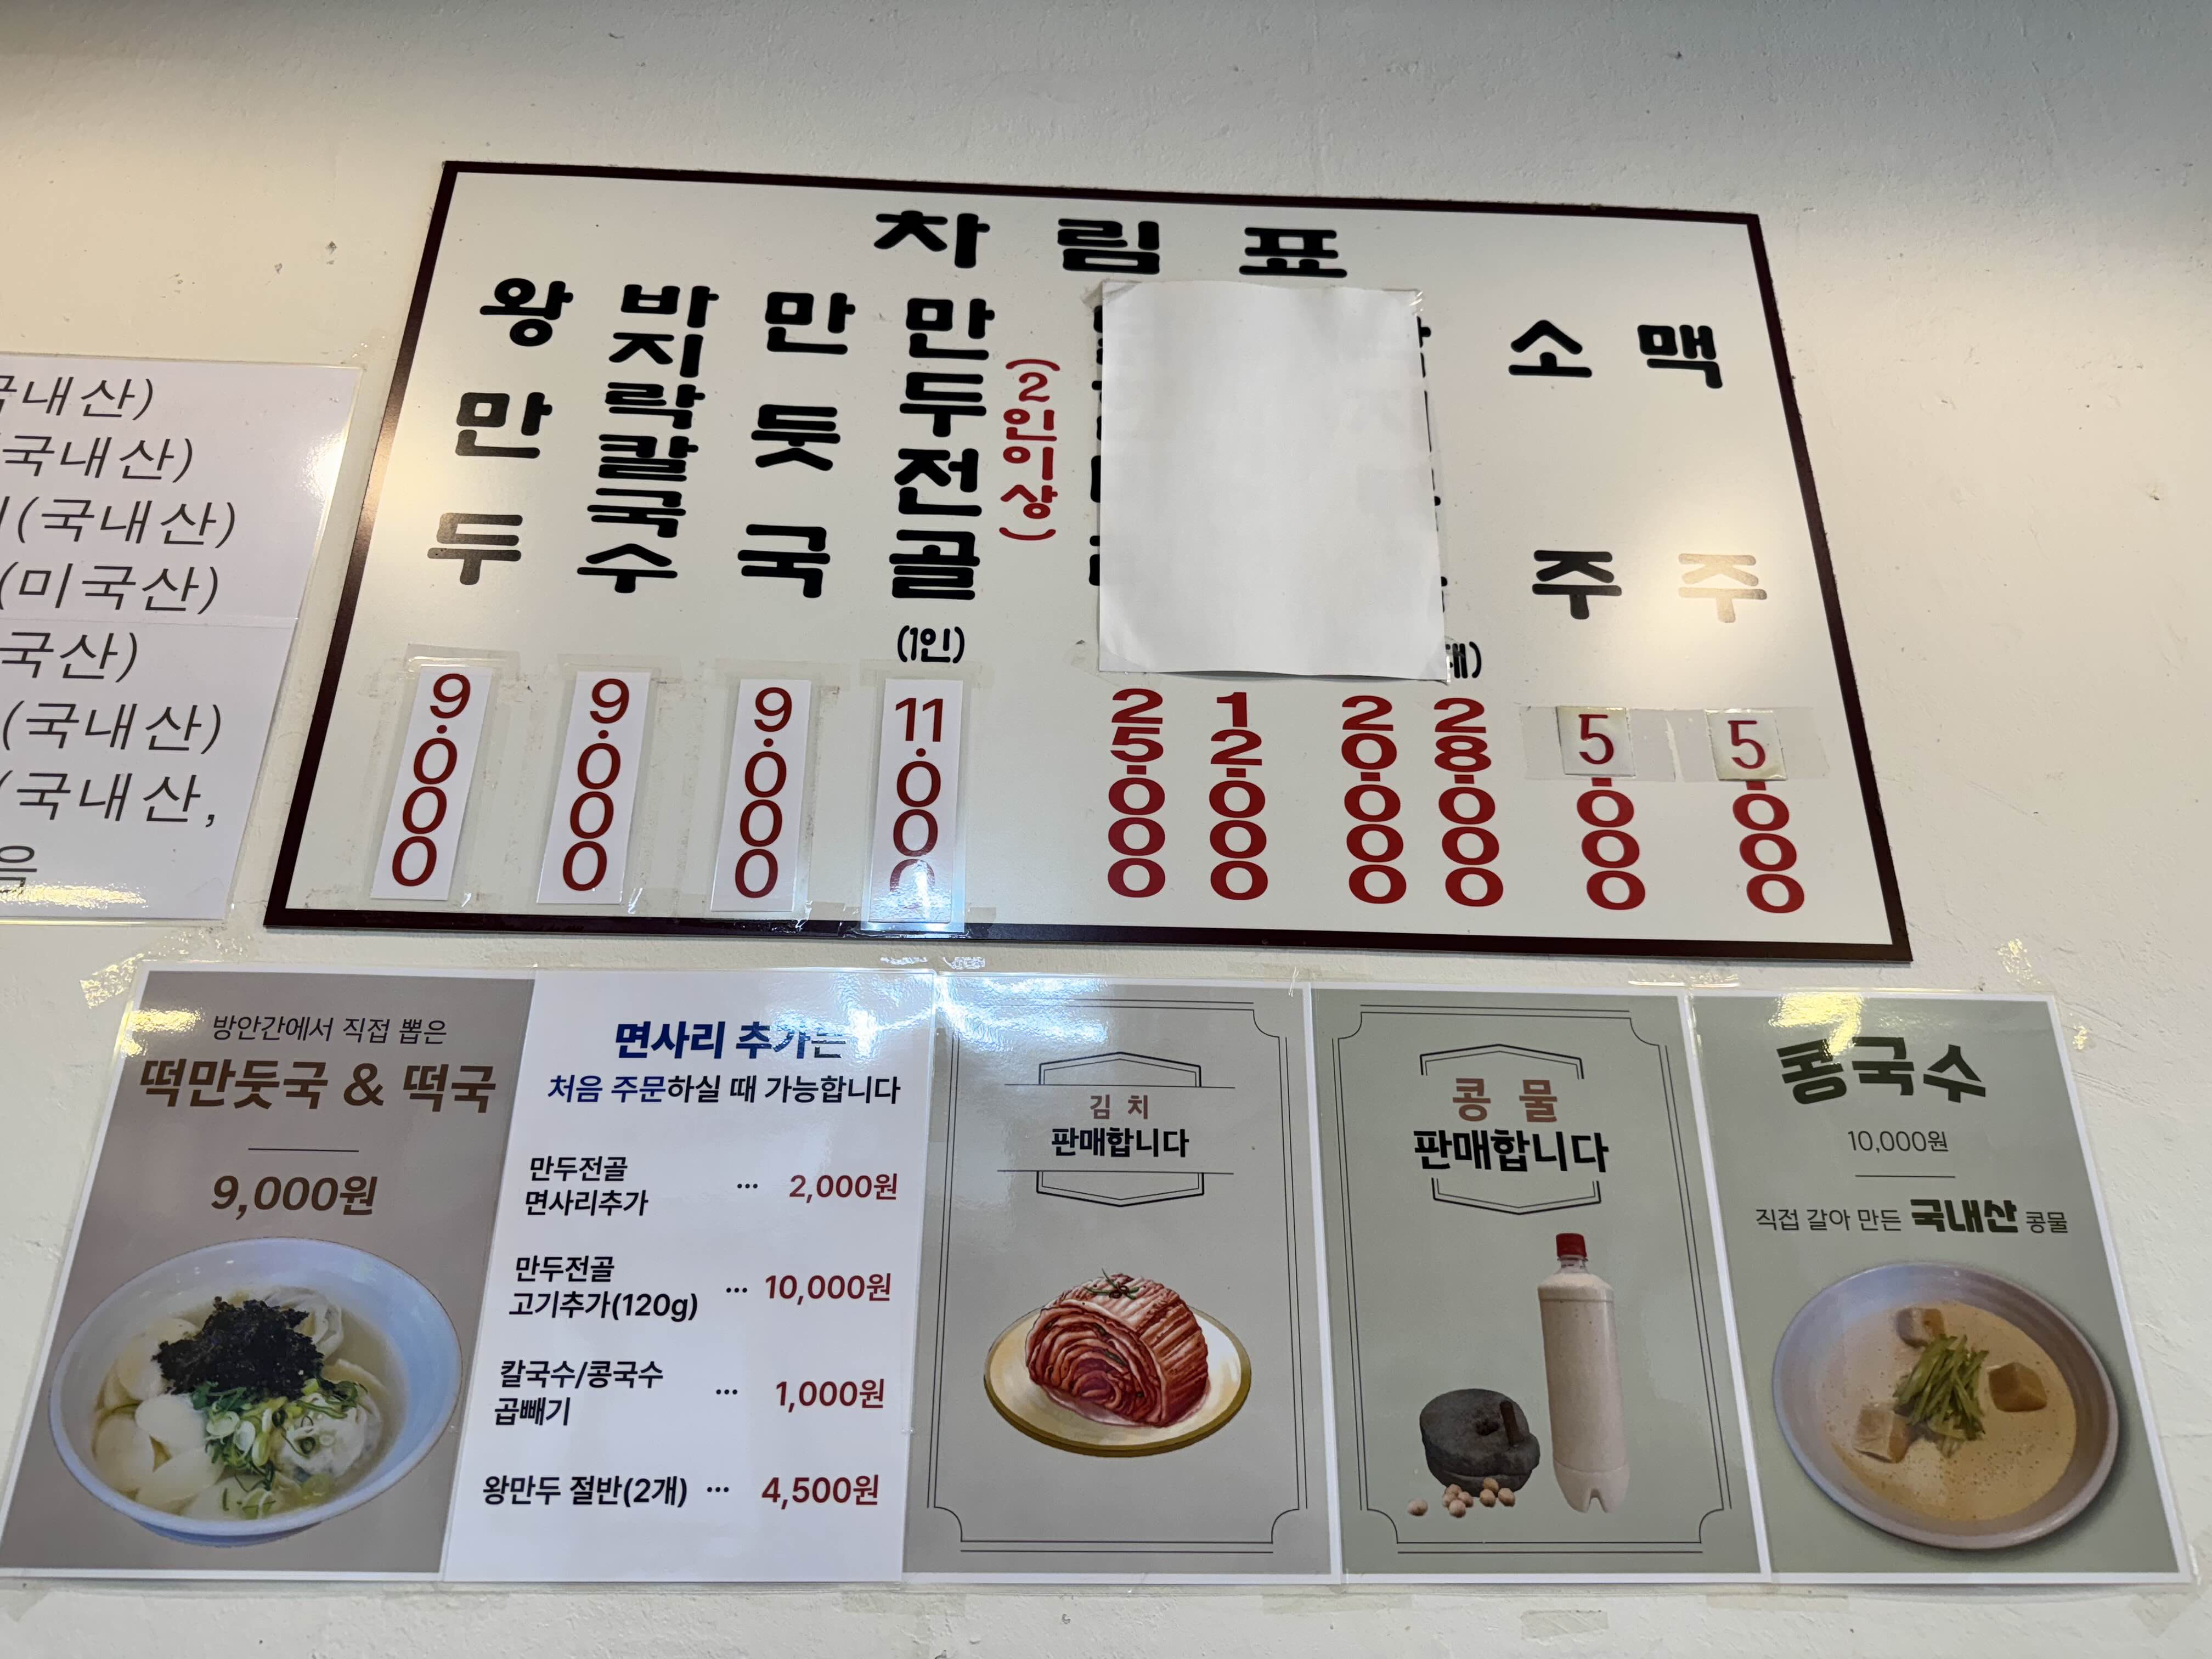 차림표
왕만두
9.000
바지락칼국수
9.000
만둣국
9.000
만두전골
(1인)
(2인이상)
11.000
25.000
12.000
20.000
28.000
소주
5.000
맥주
5.000
국내산)
국내산)
(국내산)
(미국산)
국산)
(국내산)
(국내산,
음
방안간에서 직접 뽑은
떡만둣국 & 떡국
9,000원
면사리 추가는
처음 주문하실 때 가능합니다
만두전골
면사리추가 ··· 2,000원
만두전골
고기추가(120g) ··· 10,000원
칼국수/콩국수
곱빼기 ··· 1,000원
왕만두 절반(2개) ··· 4,500원
김치
판매합니다
콩물
판매합니다
콩국수
10,000원
직접 갈아 만든 국내산 콩물